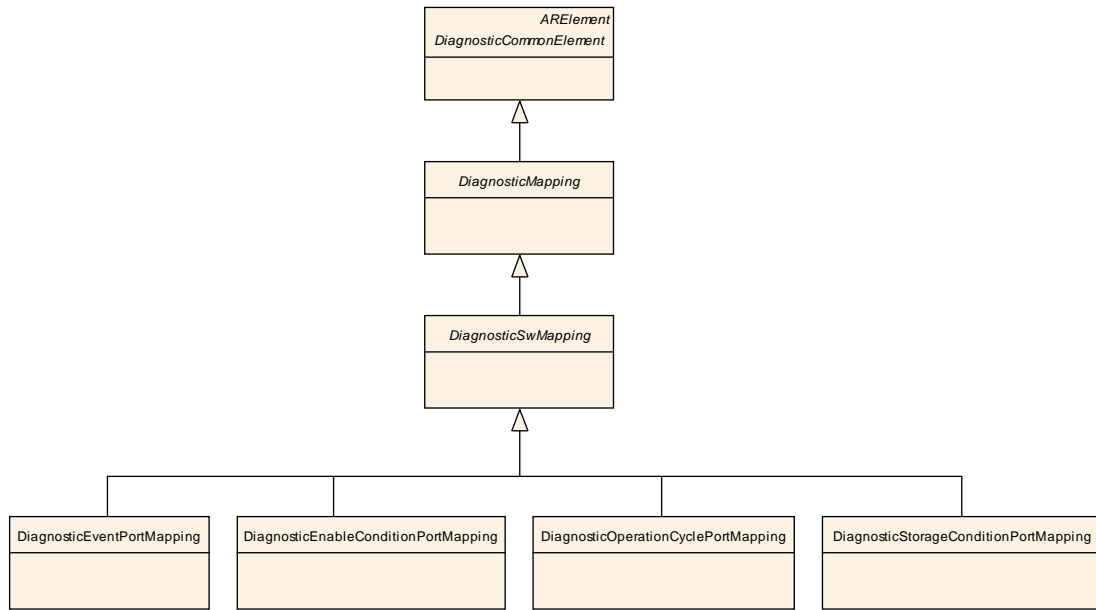 ARElement
DiagnosticCommonElement
DiagnosticMapping
DiagnosticSwMapping
DiagnosticEventPortMapping
DiagnosticEnableConditionPortMapping
DiagnosticOperationCyclePortMapping
DiagnosticStorageConditionPortMapping